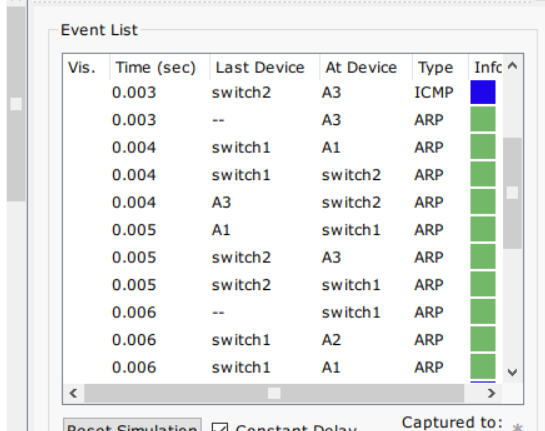 Event List
Vis. Time (sec) Last Device At Device Type Info
0.003 switch2 A3 ICMP
0.003 -- A3 ARP
0.004 switch1 A1 ARP
0.004 switch1 switch2 ARP
0.004 A3 switch2 ARP
0.005 A1 switch1 ARP
0.005 switch2 A3 ARP
0.005 switch2 switch1 ARP
0.006 -- switch1 ARP
0.006 switch1 A2 ARP
0.006 switch1 A1 ARP
Reset Simulation Constant Delay Captured to: *